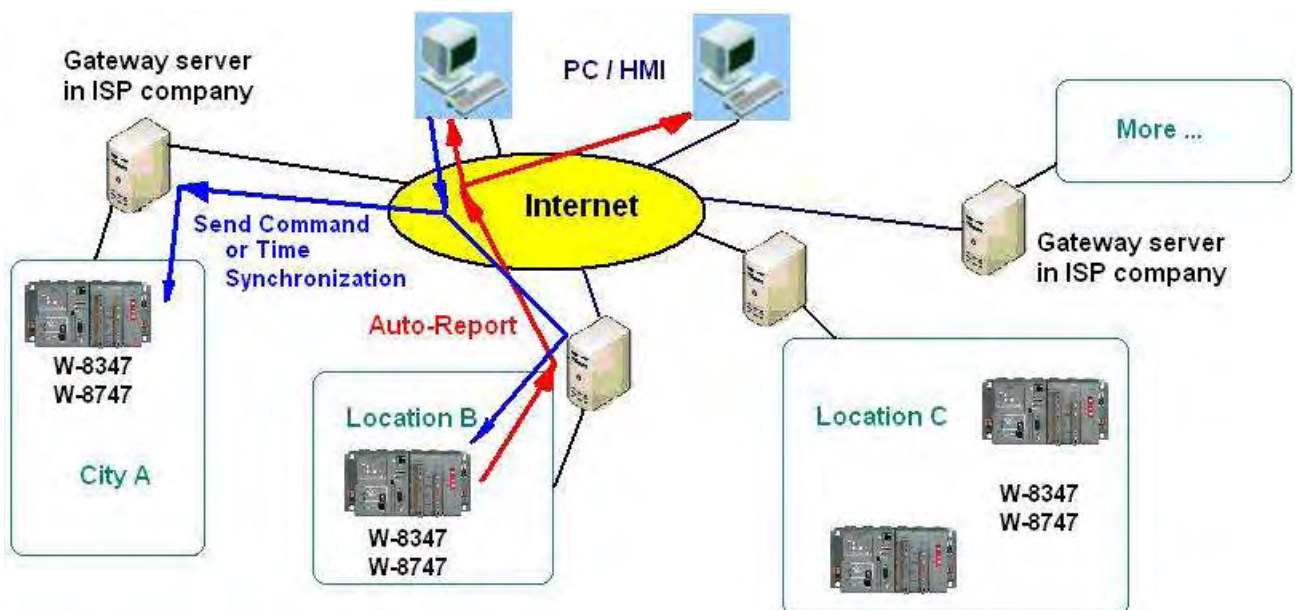 Gateway server
in ISP company
PC / HMI
More ...
Internet
Send Command
or Time
Synchronization
Gateway server
in ISP company
Auto-Report
W-8347
W-8747
City A
Location B
W-8347
W-8747
Location C
W-8347
W-8747